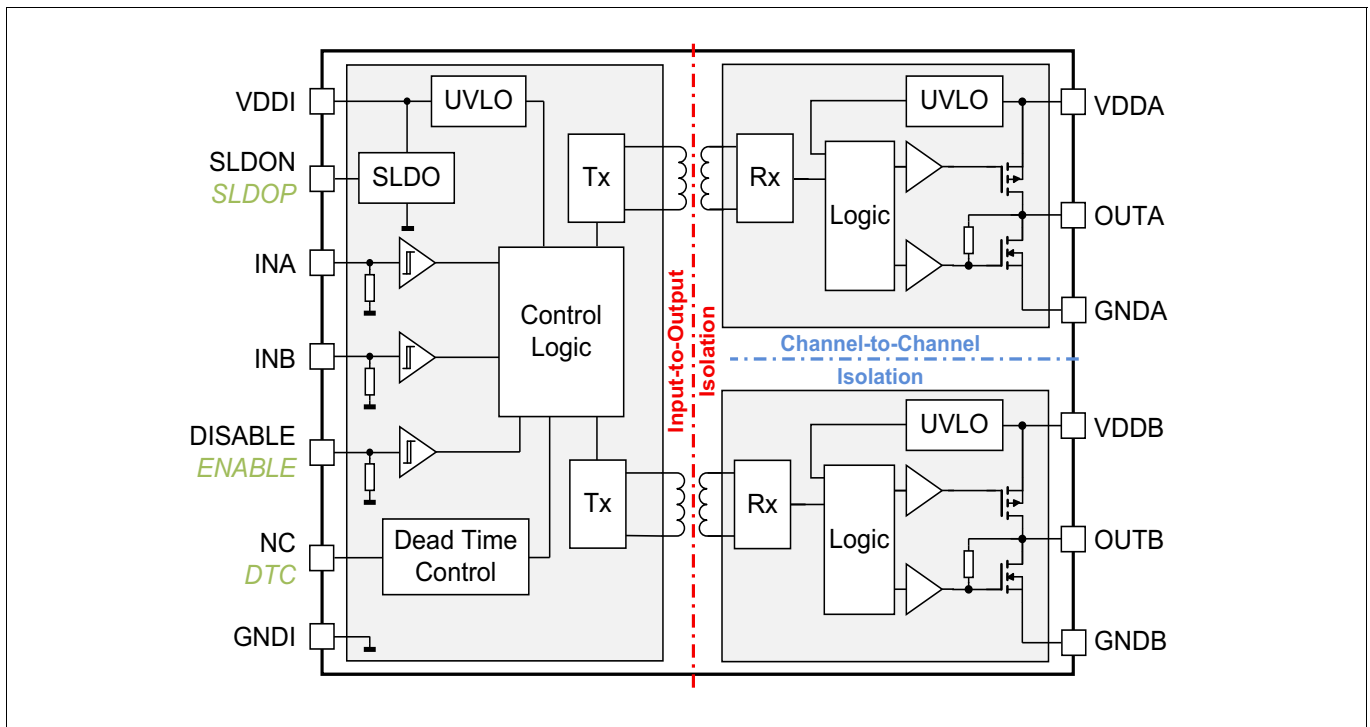 VDDI
SLDON
SLDOP
INA
INB
DISABLE
ENABLE
NC
DTC
GNDI
UVLO
SLDO
Control
Logic
Dead Time
Control
Tx
Tx
Input-to-Output
Isolation
Rx
UVLO
Logic
VDDA
OUTA
GNDA
Channel-to-Channel
Isolation
Rx
UVLO
Logic
VDDB
OUTB
GNDB